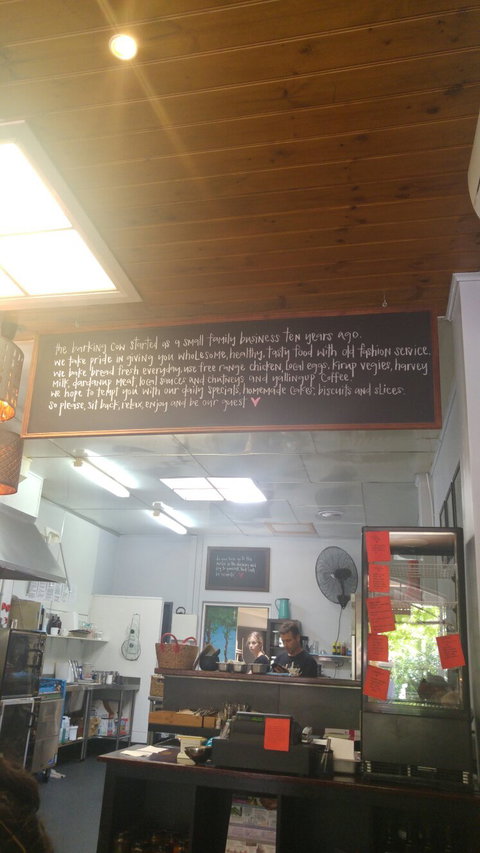 the barking cow started as a small family business ten years ago.
we take pride in giving you wholesome, healthy, tasty food with old fashion service.
we bake bread fresh everyday, use free range chicken, local eggs, Kirup vegies, harvey
milk, dardanup meat, local sauces and chutneys and yallingup coffee.
we hope to tempt you with our daily specials, homemade cakes, biscuits and slices.
so please, sit back, relax, enjoy and be our guest